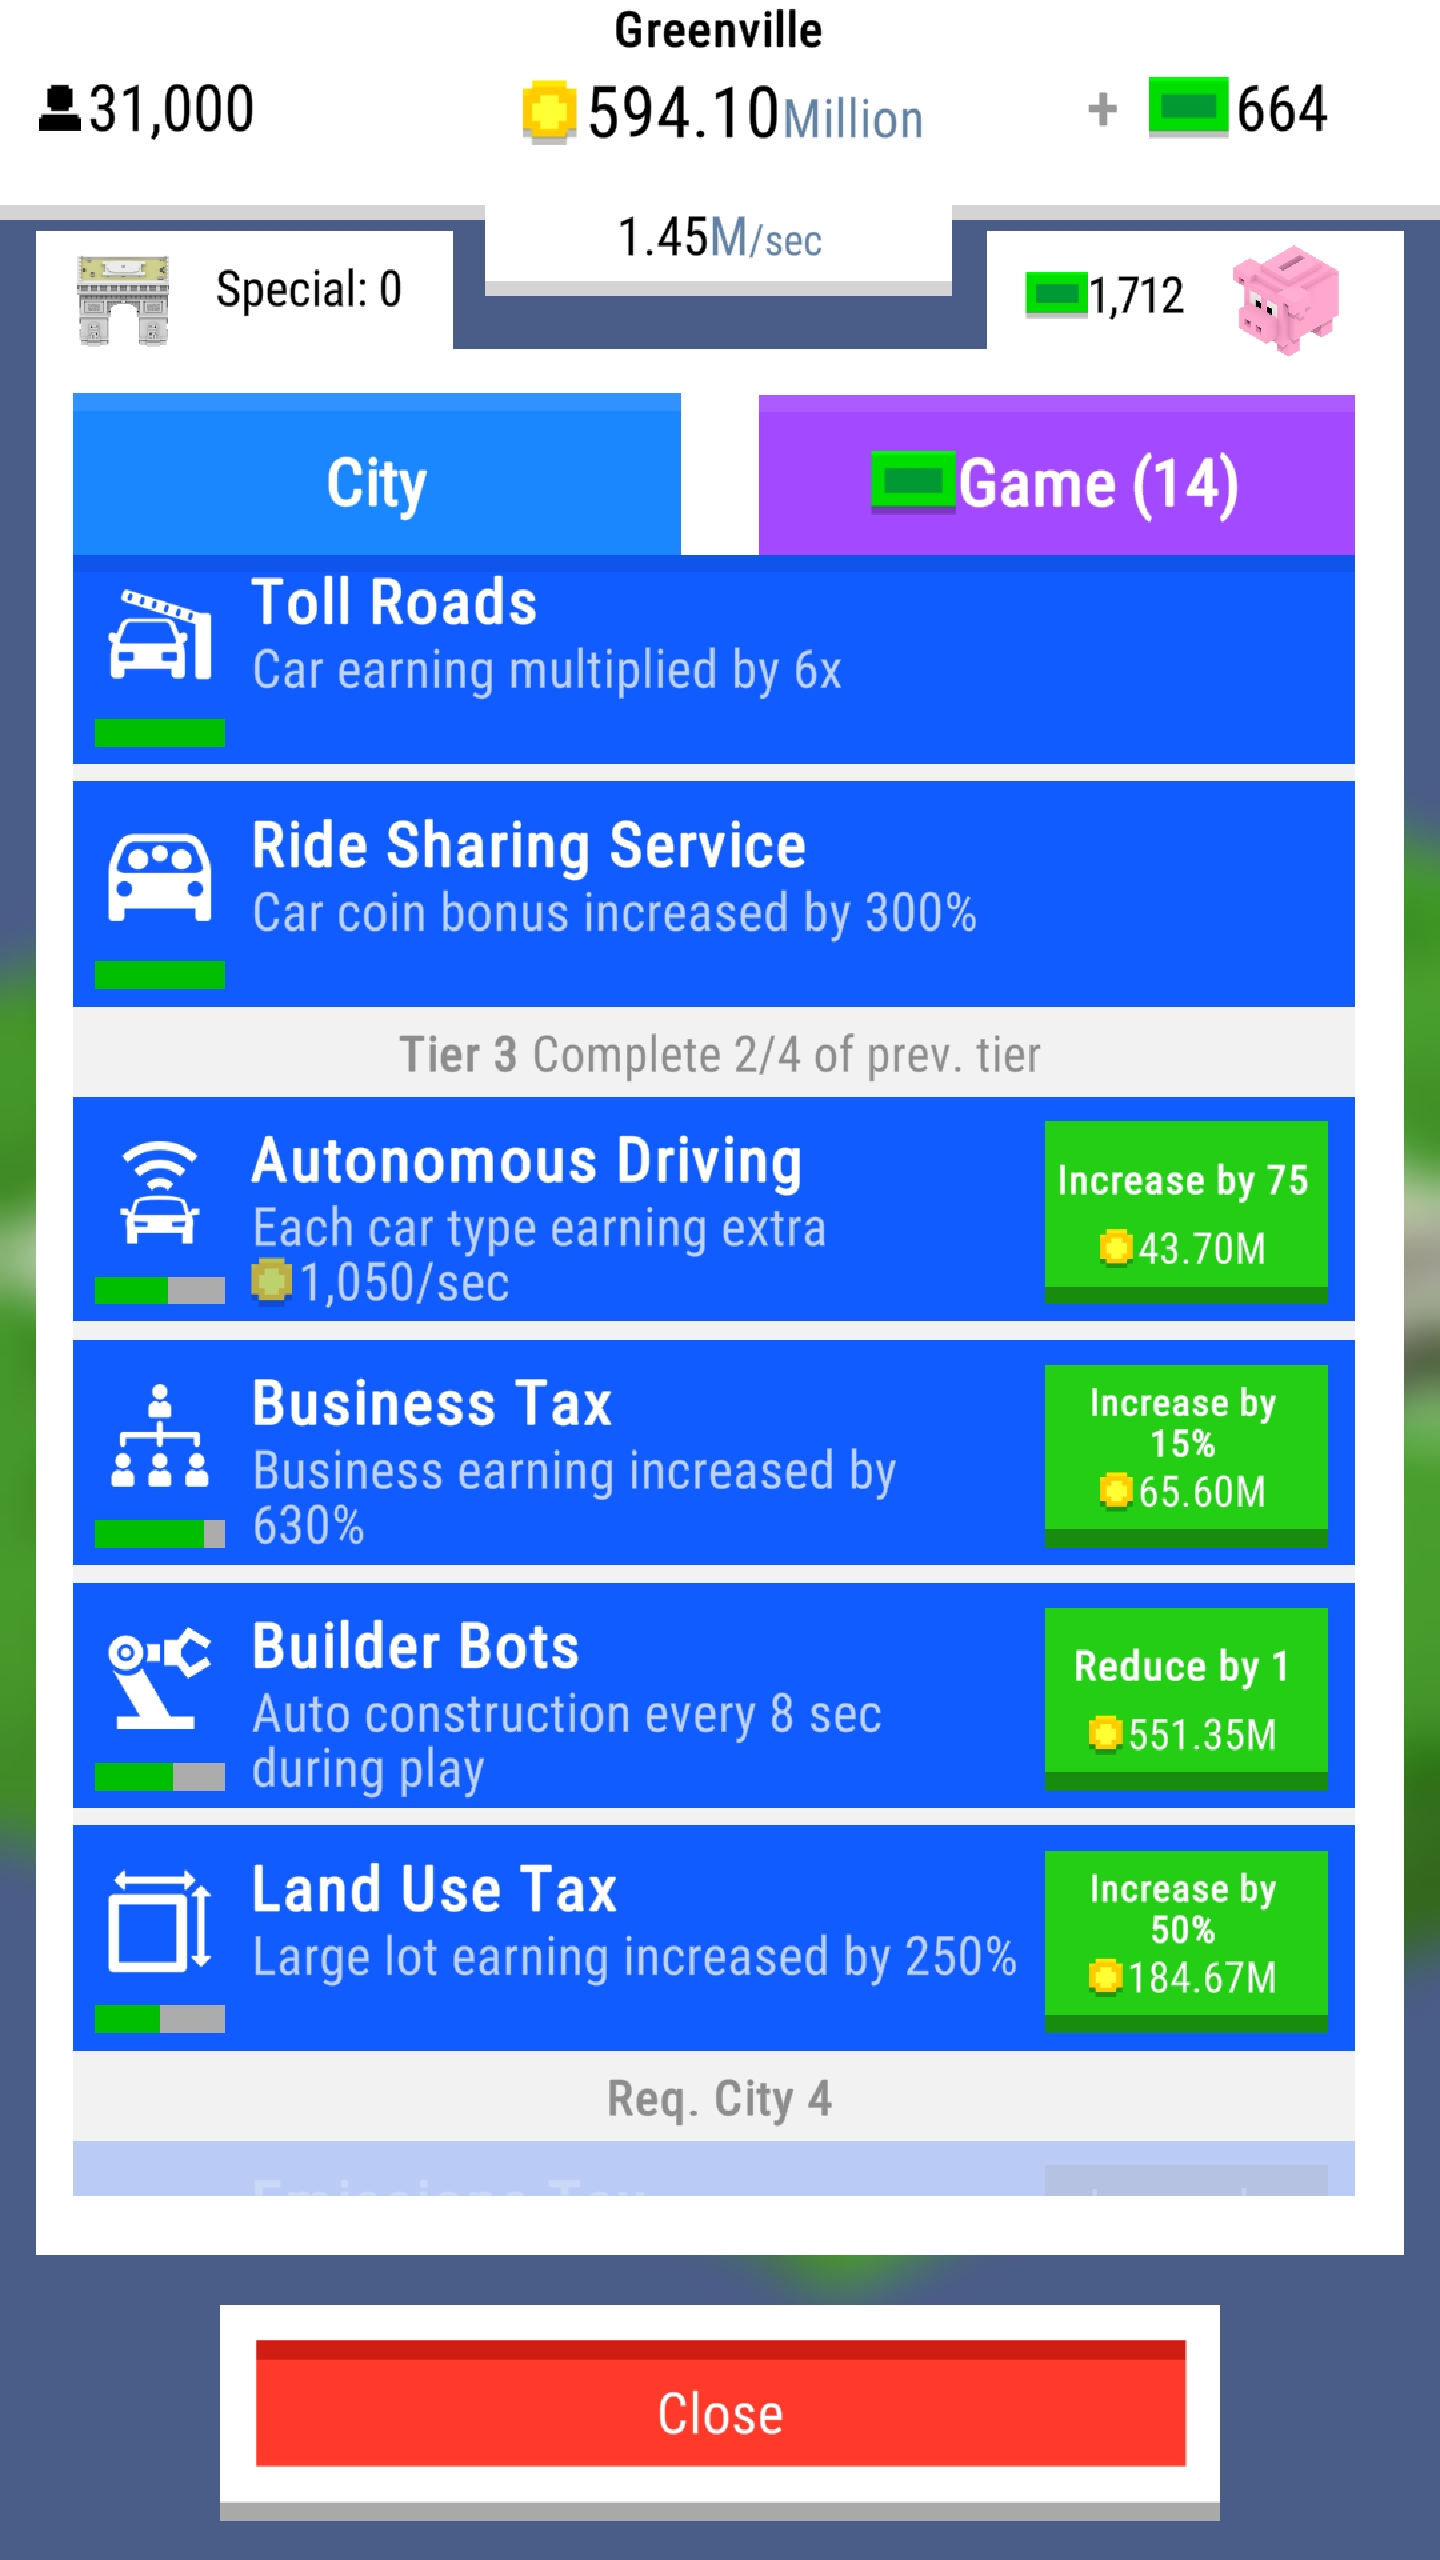 Greenville
31,000
594.10Million
+ 664
1.45M/sec
Special: 0
1,712
City
Game (14)
Toll Roads
Car earning multiplied by 6x
Ride Sharing Service
Car coin bonus increased by 300%
Tier 3 Complete 2/4 of prev. tier
Autonomous Driving
Each car type earning extra
1,050/sec
Increase by 75
43.70M
Business Tax
Business earning increased by
630%
Increase by
15%
65.60M
Builder Bots
Auto construction every 8 sec
during play
Reduce by 1
551.35M
Land Use Tax
Large lot earning increased by 250%
Increase by
50%
184.67M
Req. City 4
Emissions Tax
Close